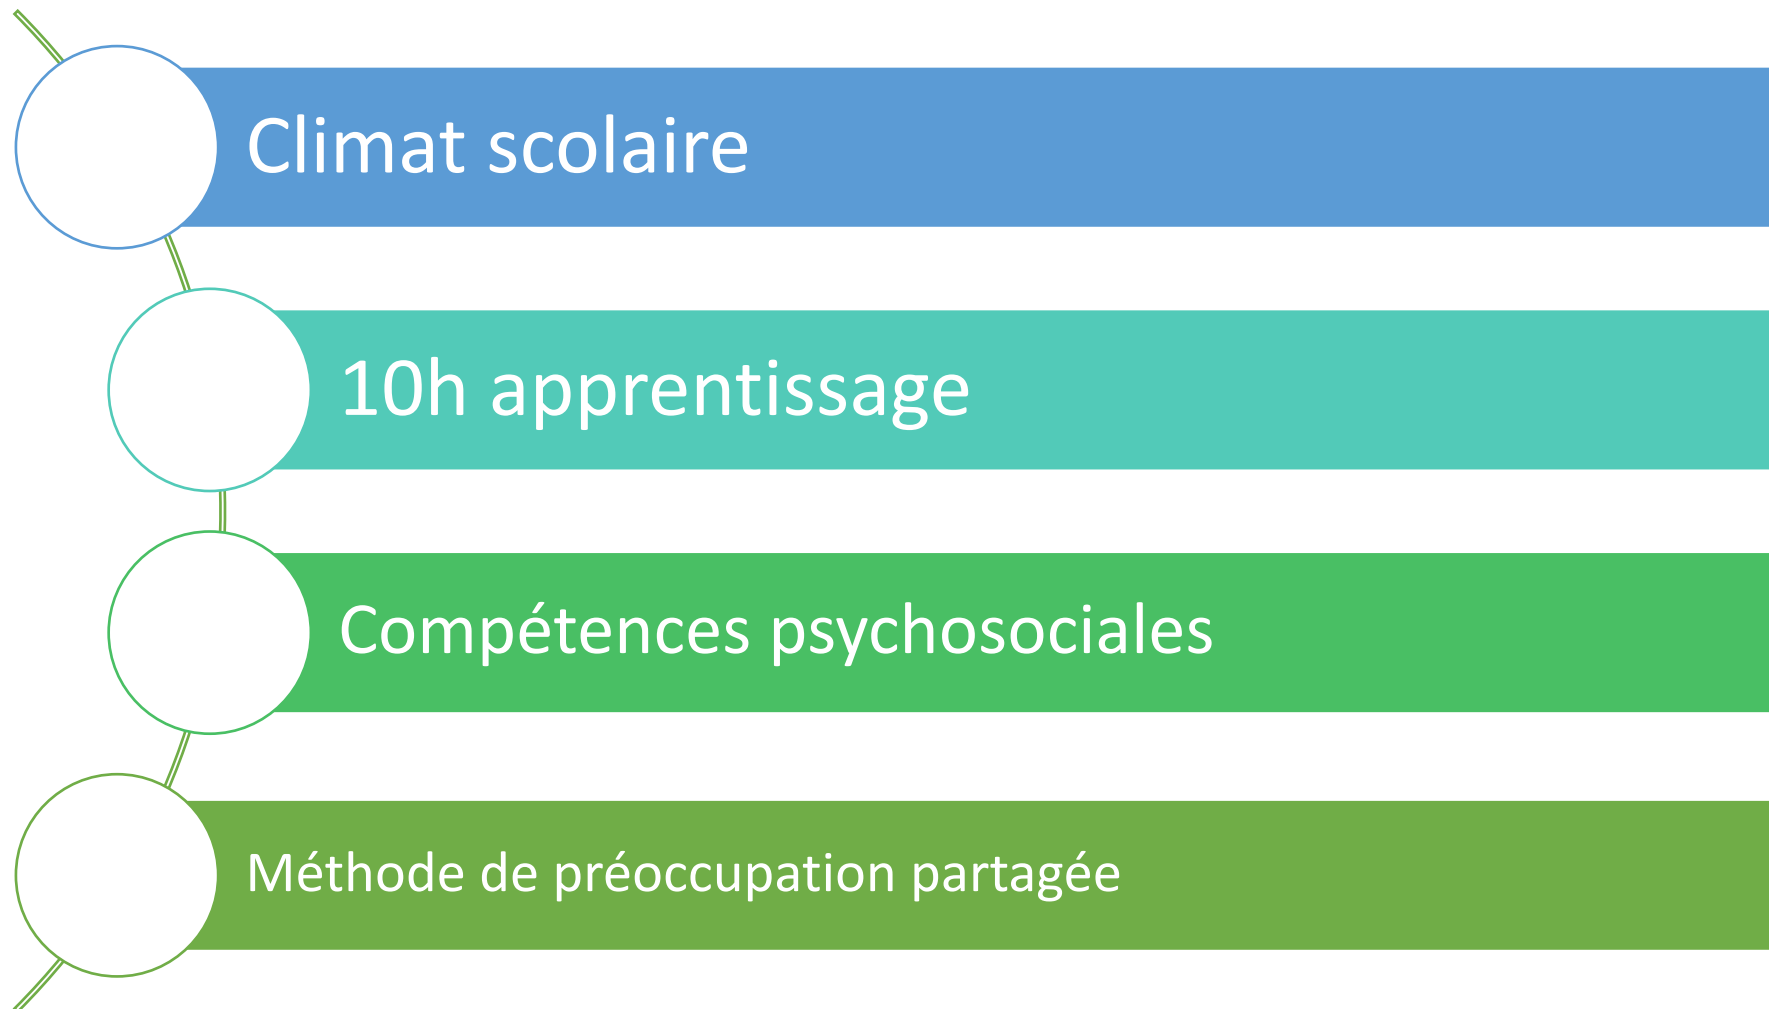 Climat scolaire
10h apprentissage
Compétences psychosociales
Méthode de préoccupation partagée